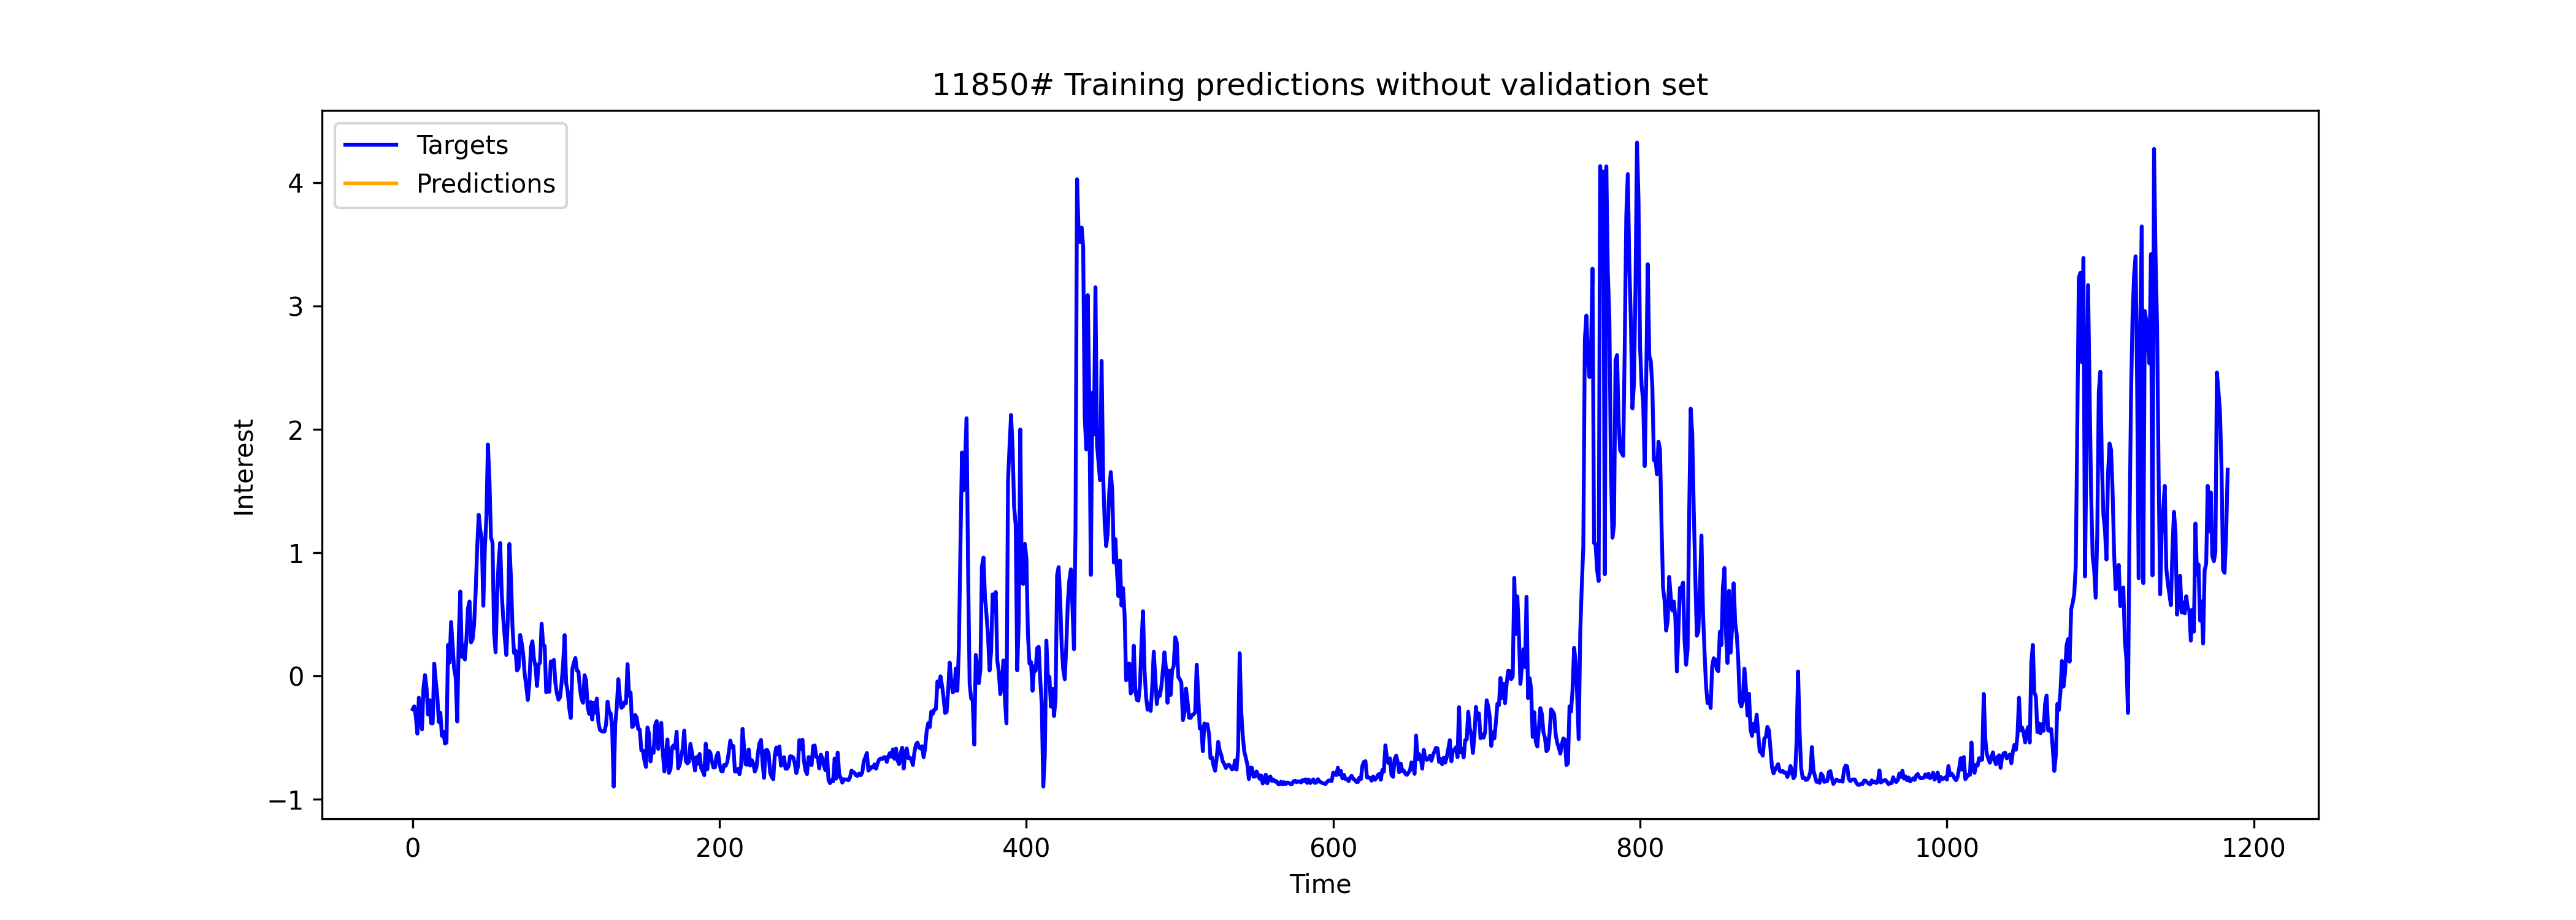 11850# Training predictions without validation set
Targets
Predictions
4
3
2
1
0
−1
Interest
0
200
400
600
800
1000
1200
Time